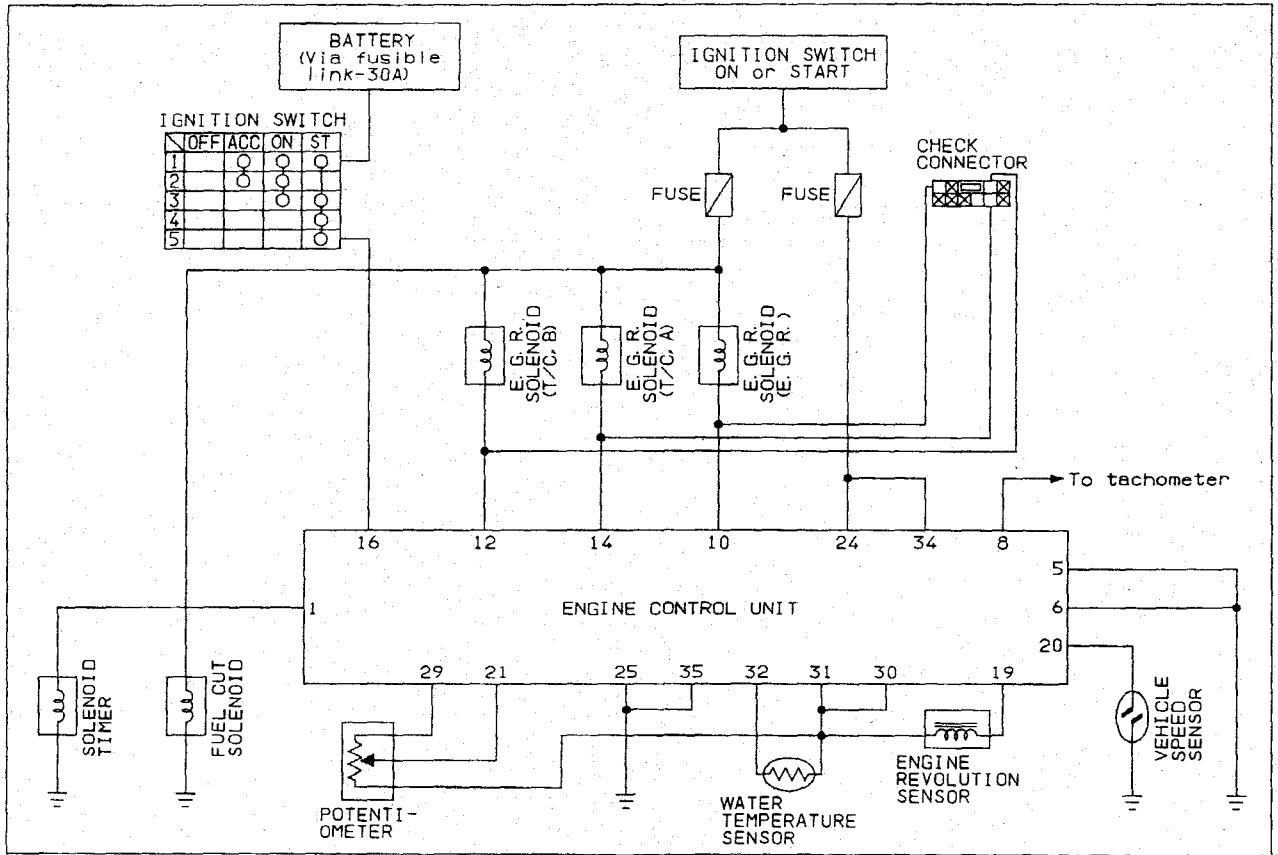 BATTERY
(Via fusible
link-30A)
IGNITION SWITCH
ON or START
IGNITION SWITCH
OFF ACC ON ST
1
2
3
4
5
CHECK
CONNECTOR
FUSE
FUSE
E. G. R.
SOLENOID
(T/C, B)
E. G. R.
SOLENOID
(T/C, A)
E. G. R.
SOLENOID
(E. G. R.)
To tachometer
16 12 14 10 24 34 8
5
1 ENGINE CONTROL UNIT 6
20
29 21 25 35 32 31 30 19
SOLENOID
TIMER
FUEL CUT
SOLENOID
VEHICLE
SPEED
SENSOR
POTENTI-
OMETER
WATER
TEMPERATURE
SENSOR
ENGINE
REVOLUTION
SENSOR